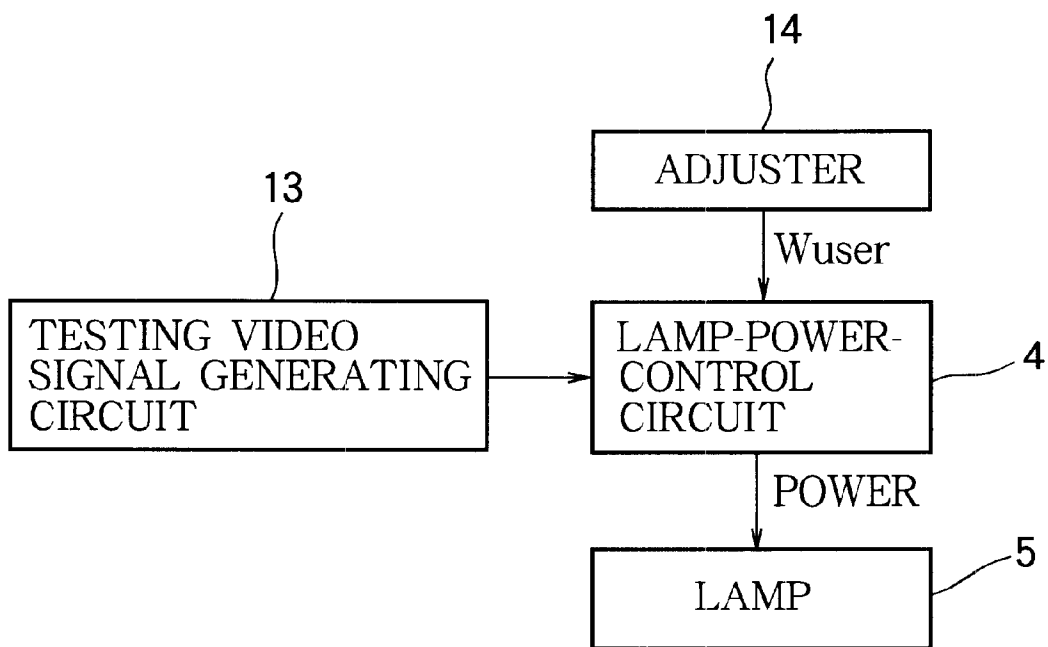 14
ADJUSTER
13
Wuser
TESTING VIDEO
SIGNAL GENERATING
CIRCUIT
LAMP-POWER-
CONTROL
CIRCUIT
4
POWER
5
LAMP